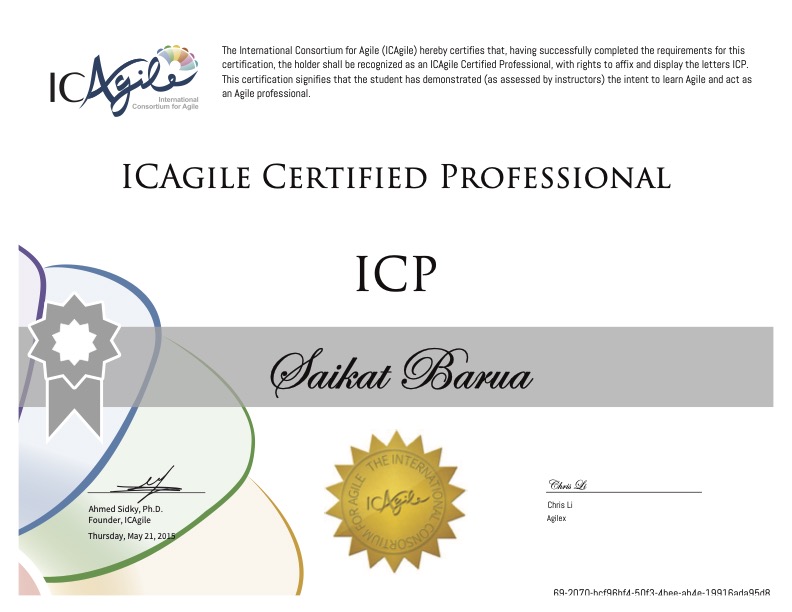 ICAgile
International
Consortium for Agile
The International Consortium for Agile (ICAgile) hereby certifies that, having successfully completed the requirements for this
certification, the holder shall be recognized as an ICAgile Certified Professional, with rights to affix and display the letters ICP.
This certification signifies that the student has demonstrated (as assessed by instructors) the intent to learn Agile and act as
an Agile professional.
ICAgile Certified Professional
ICP
Saikat Barua
THE INTERNATIONAL CONSORTIUM FOR AGILE
ICAgile
Ahmed Sidky, Ph.D.
Founder, ICAgile
Thursday, May 21, 2015
Chris Li
Chris Li
Agilex
69-2070-bcf96bf4-50f3-4bee-ab4e-19916ada95d8